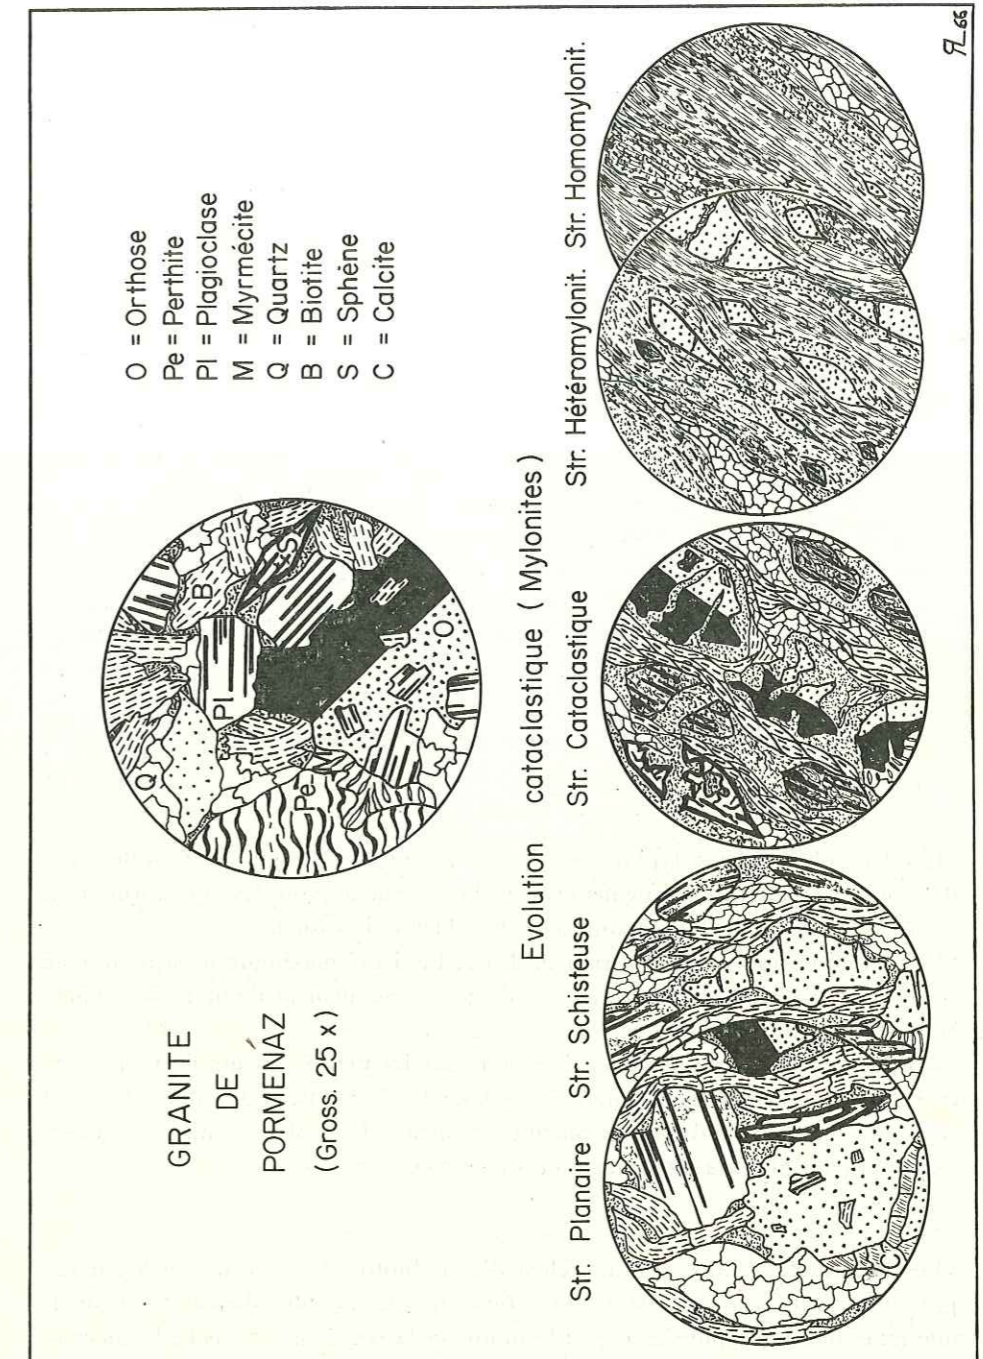 GRANITE
DE
PORMÉNAZ
(Gross. 25 x)
O = Orthose
Pe = Perthite
Pl = Plagioclase
M = Myrmécite
Q = Quartz
B = Biotite
S = Sphène
C = Calcite
Q
Pl
B
S
Pe
M
O
Evolution cataclastique ( Mylonites )
Str. Planaire
Str. Schisteuse
Str. Cataclastique
Str. Hétéromylonit.
Str. Homomylonit.
C